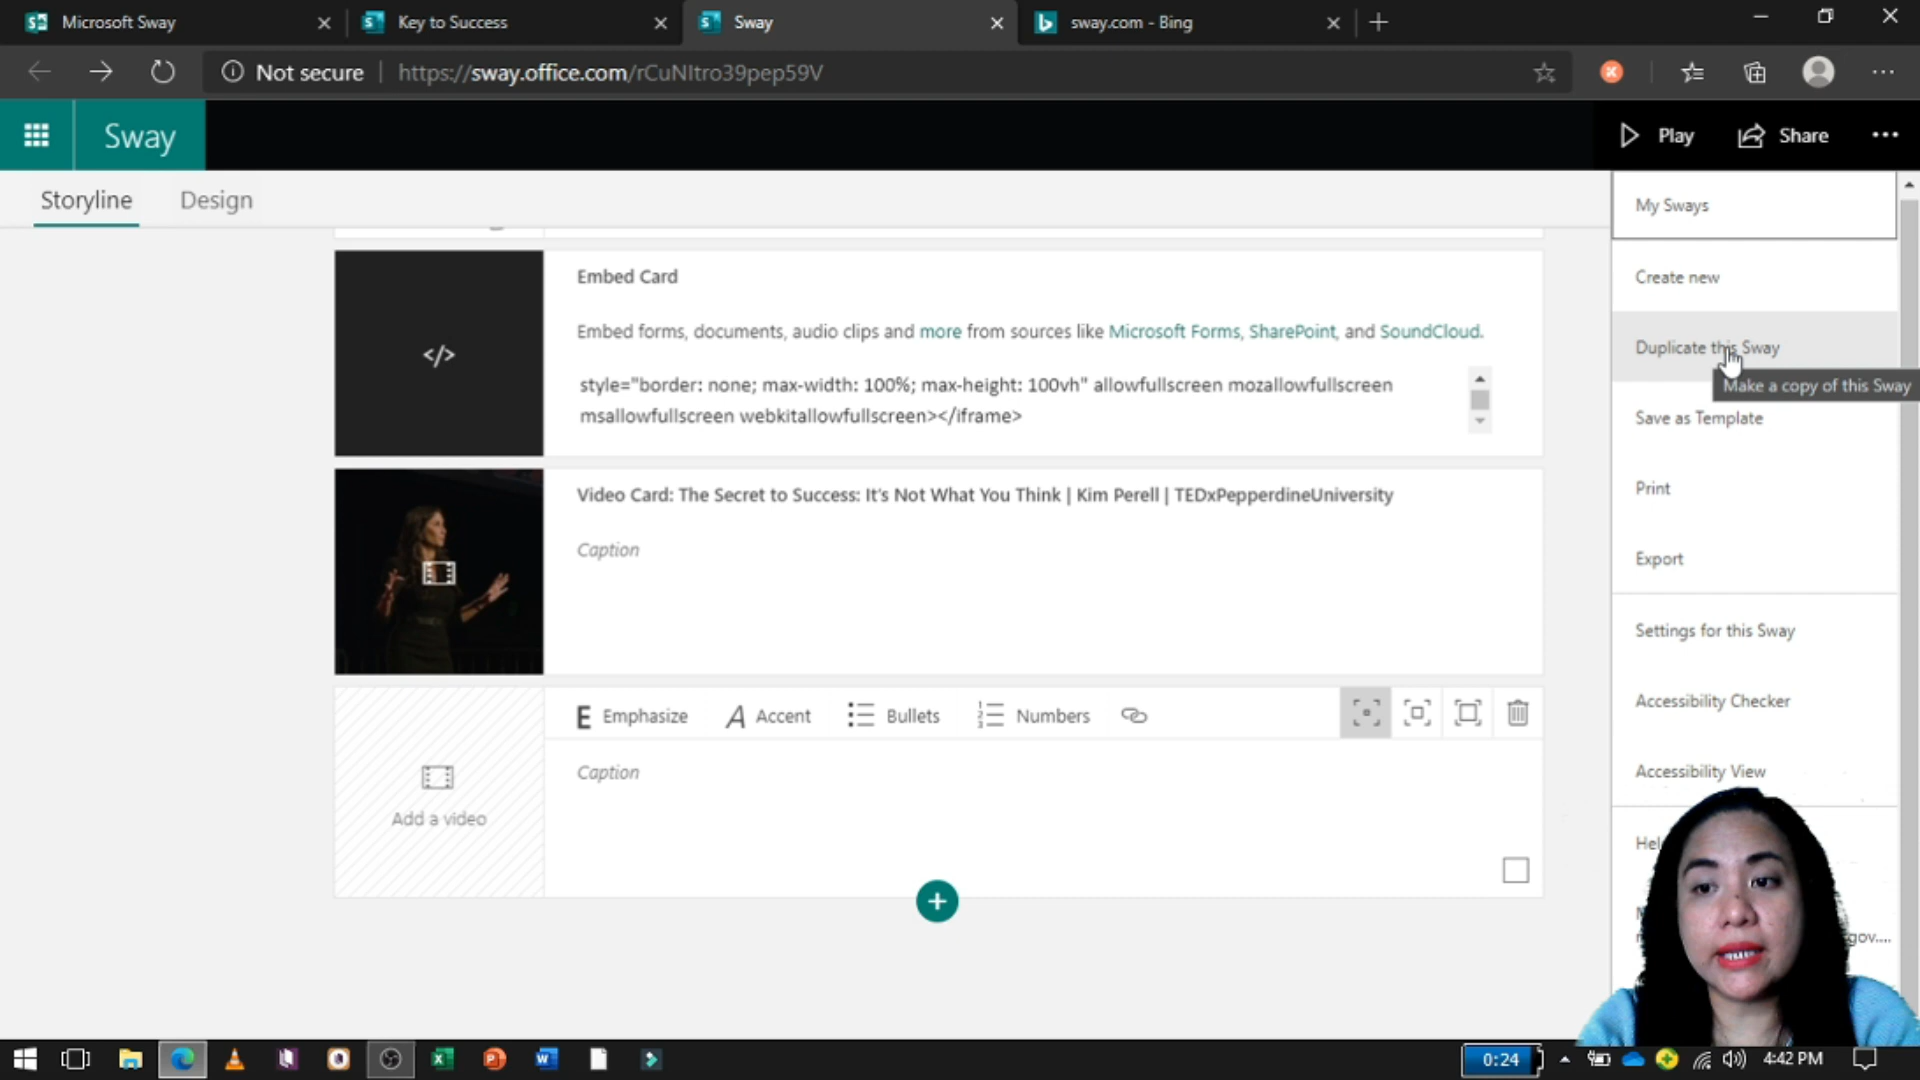 Microsoft Sway
Key to Success
Sway
sway.com - Bing
Not secure
https://sway.office.com/rCuNItro39pep59V
Sway
Play
Share
Storyline
Design
My Sways
Create new
Duplicate this Sway
Make a copy of this Sway
Save as Template
Print
Export
Settings for this Sway
Accessibility Checker
Accessibility View
Embed Card
Embed forms, documents, audio clips and more from sources like Microsoft Forms, SharePoint, and SoundCloud.
style="border: none; max-width: 100%; max-height: 100vh" allowfullscreen mozallowfullscreen
msallowfullscreen webkitallowfullscreen></iframe>
Video Card: The Secret to Success: It's Not What You Think | Kim Perell | TEDxPepperdineUniversity
Caption
E Emphasize
A Accent
Bullets
Numbers
Caption
Add a video
gov....
0:24
4:42 PM